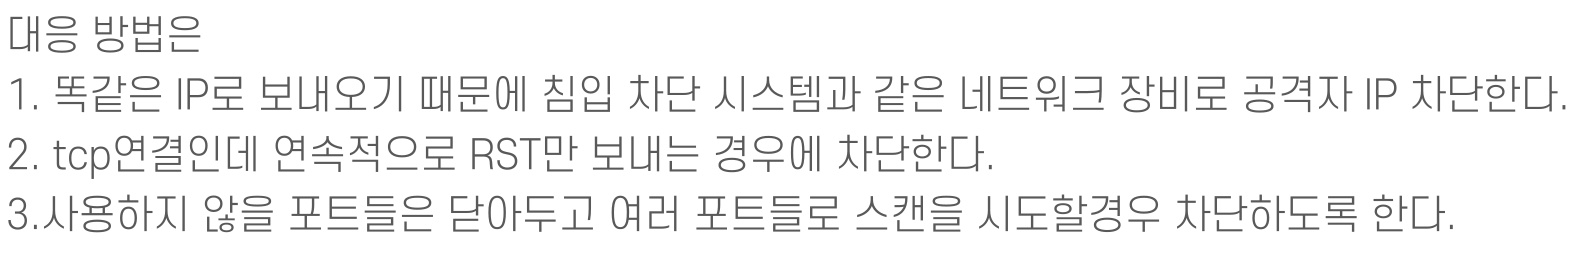 대응 방법은
1. 똑같은 IP로 보내오기 때문에 침입 차단 시스템과 같은 네트워크 장비로 공격자 IP 차단한다.
2. tcp연결인데 연속적으로 RST만 보내는 경우에 차단한다.
3.사용하지 않을 포트들은 닫아두고 여러 포트들로 스캔을 시도할경우 차단하도록 한다.